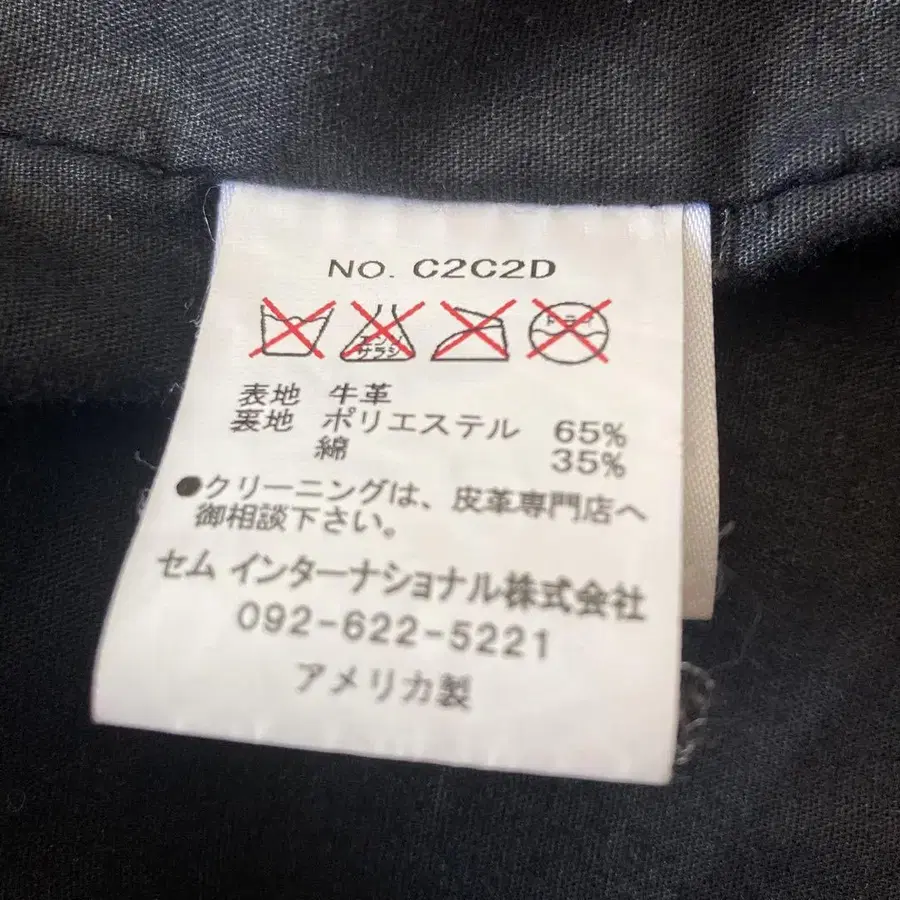 NO. C2C2D
エンソ
サラシ
ドライ
表地 牛革
裏地 ポリエステル 65%
綿 35%
●クリーニングは、皮革専門店へ
御相談下さい。
セム インターナショナル株式会社
092-622-5221
アメリカ製